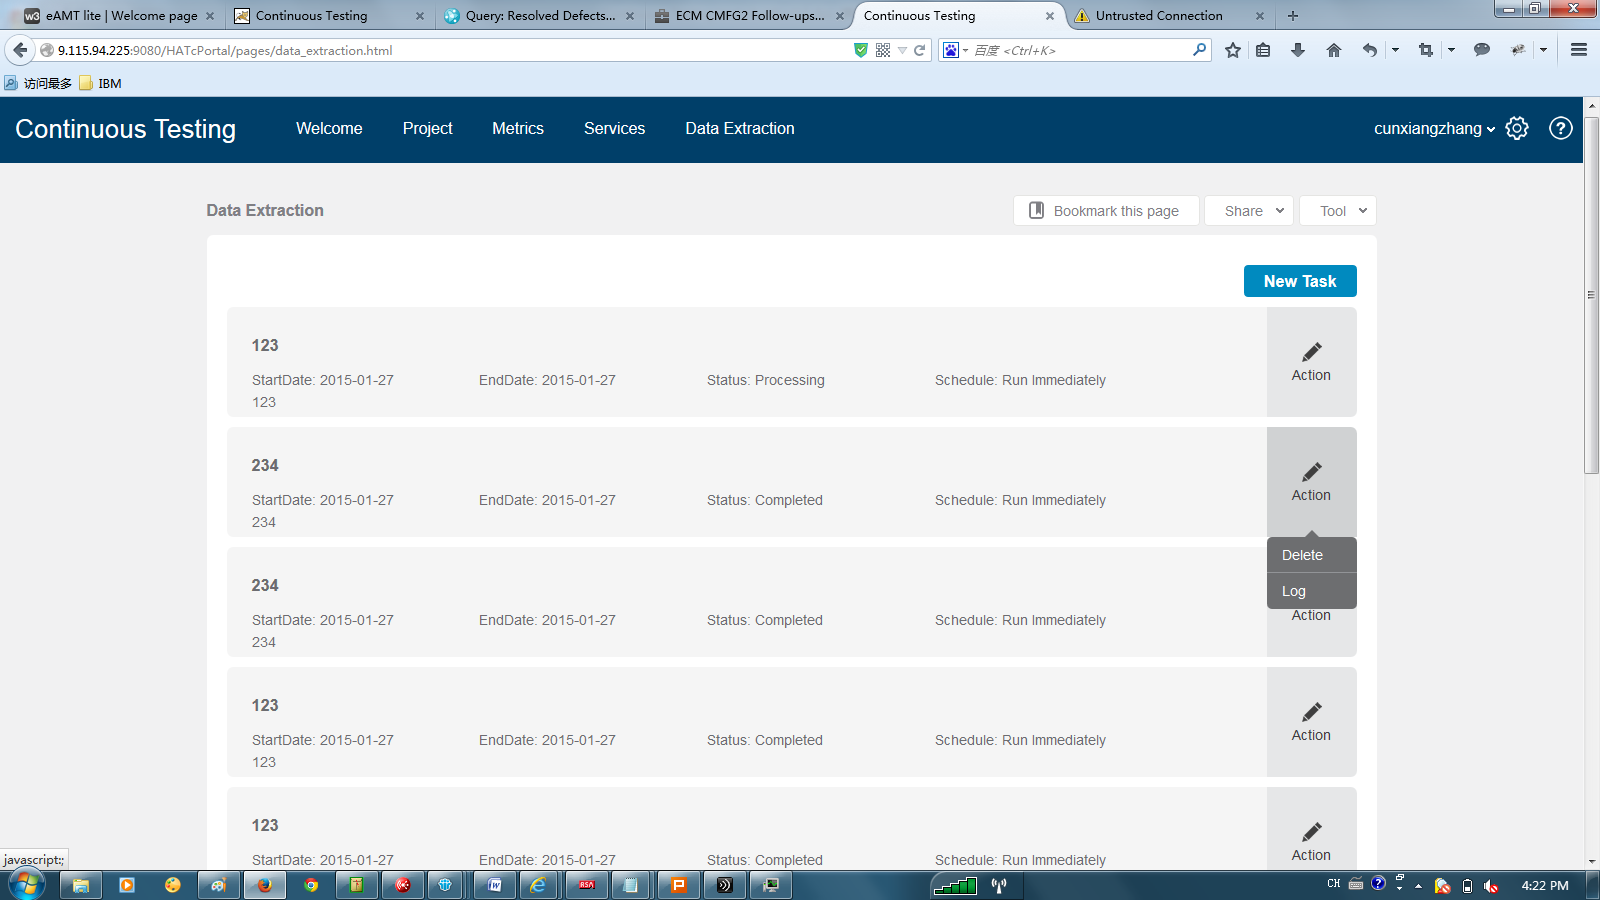 w3 eAMT lite | Welcome page
Continuous Testing
Query: Resolved Defects...
ECM CMFG2 Follow-ups...
Continuous Testing
Untrusted Connection
9.115.94.225:9080/HATcPortal/pages/data_extraction.html
百度 <Ctrl+K>
访问最多 IBM
Continuous Testing Welcome Project Metrics Services Data Extraction cunxiangzhang ?
Data Extraction Bookmark this page Share Tool
New Task
123
StartDate: 2015-01-27 EndDate: 2015-01-27 Status: Processing Schedule: Run Immediately Action
123
234
StartDate: 2015-01-27 EndDate: 2015-01-27 Status: Completed Schedule: Run Immediately Action
234
Delete
Log
234
StartDate: 2015-01-27 EndDate: 2015-01-27 Status: Completed Schedule: Run Immediately Action
234
123
StartDate: 2015-01-27 EndDate: 2015-01-27 Status: Completed Schedule: Run Immediately Action
123
123
StartDate: 2015-01-27 EndDate: 2015-01-27 Status: Completed Schedule: Run Immediately Action
javascript:;
RSA
CH
4:22 PM